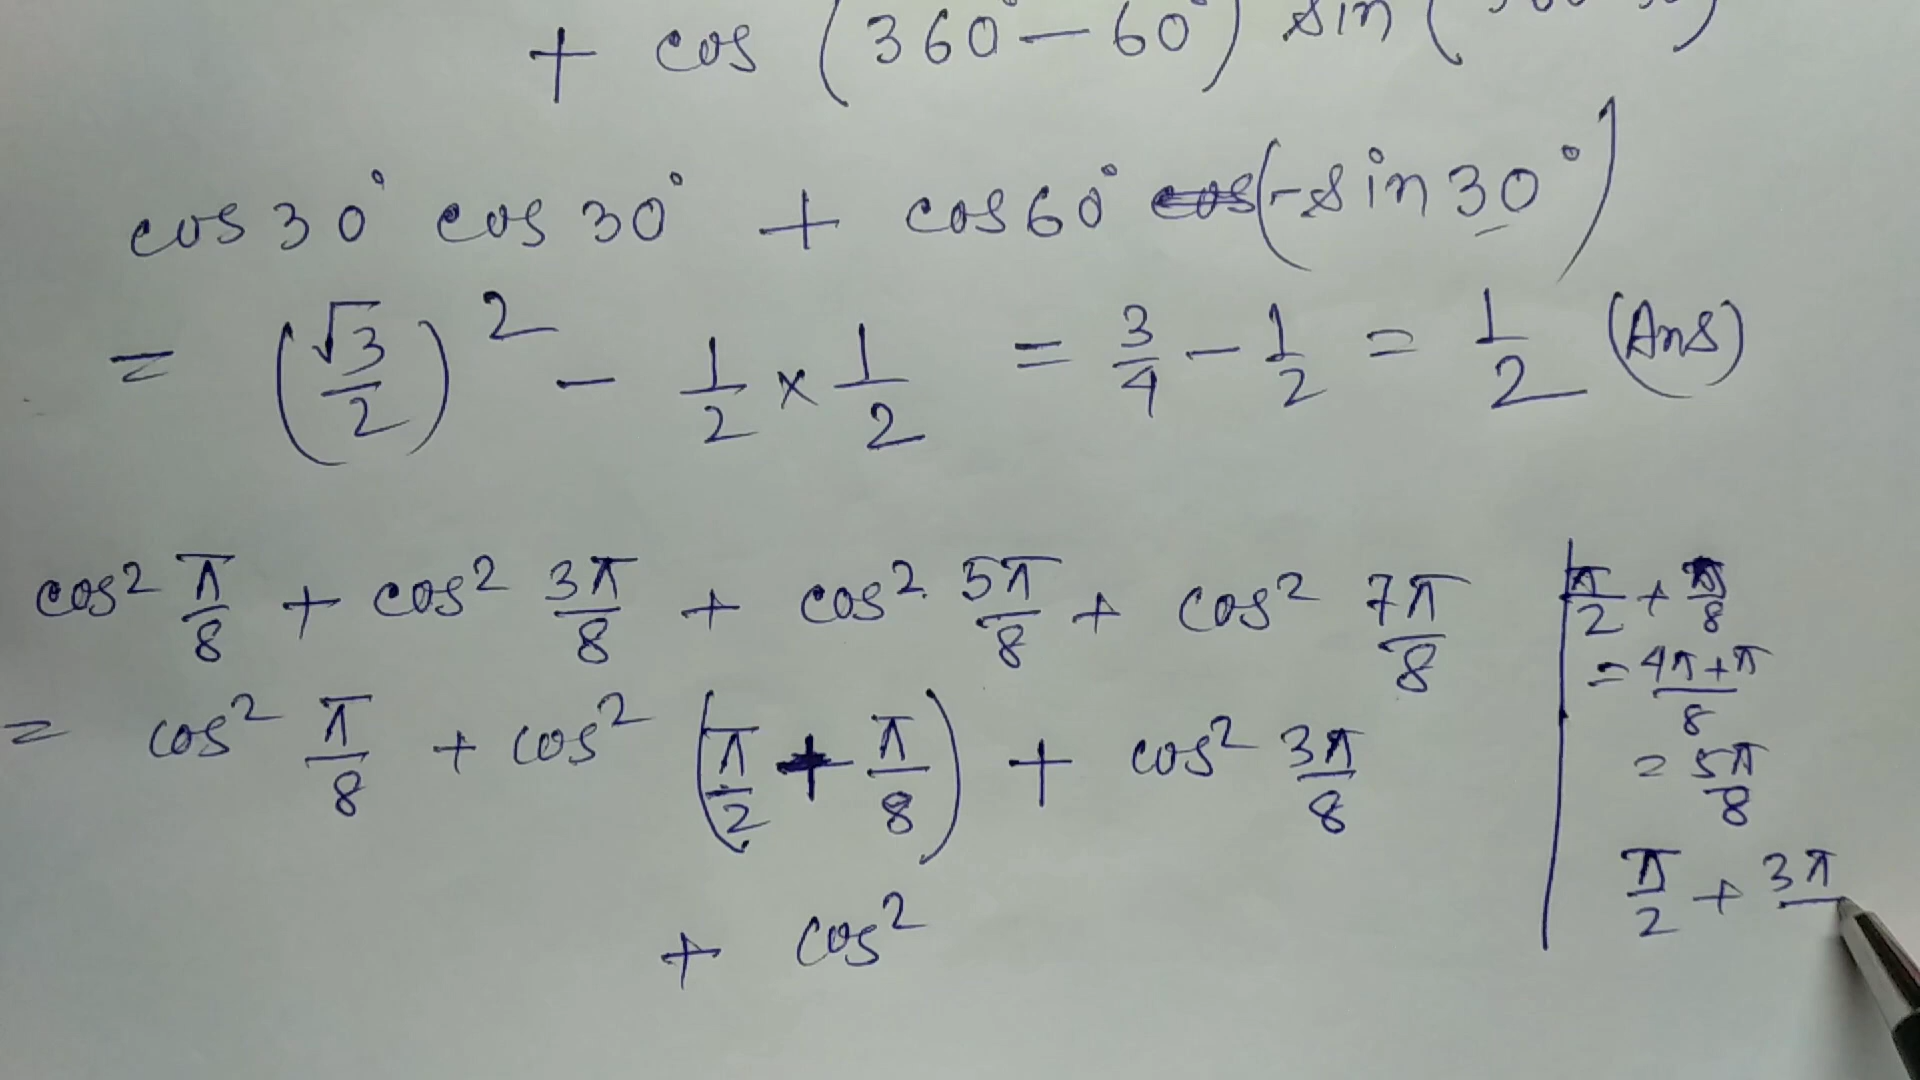 + cos (360° - 60°) sin (
cos 30° cos 30° + cos 60° (- sin 30°)
= (√3/2)² - 1/2 × 1/2 = 3/4 - 1/2 = 1/2 (Ans)
cos² π/8 + cos² 3π/8 + cos² 5π/8 + cos² 7π/8
= cos² π/8 + cos² (π/2 + π/8) + cos² 3π/8
+ cos²
π/2 + π/8
= 4π+π/8
= 5π/8
π/2 + 3π